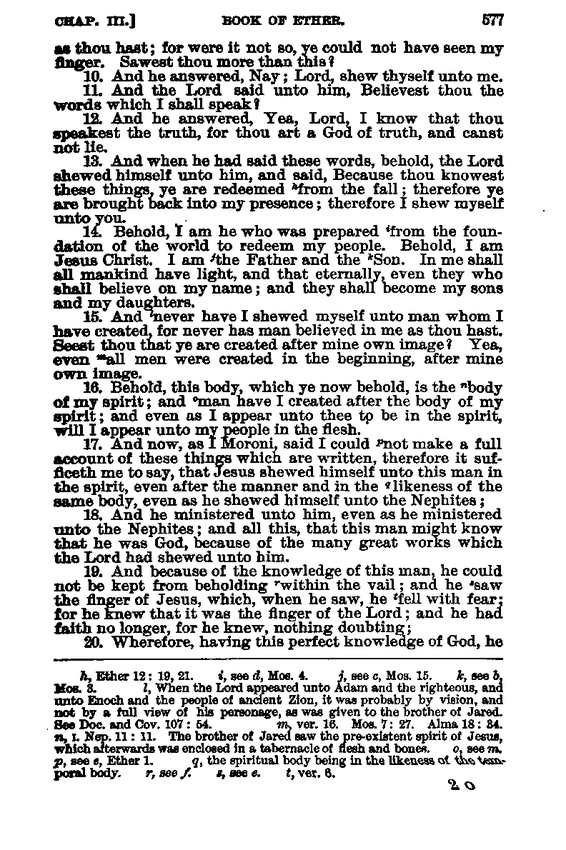 CHAP. III.] BOOK OF ETHER. 577
as thou hast; for were it not so, ye could not have seen my
finger. Sawest thou more than this?
10. And he answered, Nay; Lord, shew thyself unto me.
11. And the Lord said unto him, Believest thou the
words which I shall speak?
12. And he answered, Yea, Lord, I know that thou
speakest the truth, for thou art a God of truth, and canst
not lie.
13. And when he had said these words, behold, the Lord
shewed himself unto him, and said, Because thou knowest
these things, ye are redeemed ʰfrom the fall; therefore ye
are brought back into my presence; therefore I shew myself
unto you.
14. Behold, I am he who was prepared ⁱfrom the foun-
dation of the world to redeem my people. Behold, I am
Jesus Christ. I am ʲthe Father and the ᵏSon. In me shall
all mankind have light, and that eternally, even they who
shall believe on my name; and they shall become my sons
and my daughters.
15. And ˡnever have I shewed myself unto man whom I
have created, for never has man believed in me as thou hast.
Seest thou that ye are created after mine own image? Yea,
even ᵐall men were created in the beginning, after mine
own image.
16. Behold, this body, which ye now behold, is the ⁿbody
of my spirit; and ᵒman have I created after the body of my
spirit; and even as I appear unto thee to be in the spirit,
will I appear unto my people in the flesh.
17. And now, as I Moroni, said I could ᵖnot make a full
account of these things which are written, therefore it suf-
ficeth me to say, that Jesus shewed himself unto this man in
the spirit, even after the manner and in the qlikeness of the
same body, even as he shewed himself unto the Nephites;
18. And he ministered unto him, even as he ministered
unto the Nephites; and all this, that this man might know
that he was God, because of the many great works which
the Lord had shewed unto him.
19. And because of the knowledge of this man, he could
not be kept from beholding ʳwithin the vail; and he ˢsaw
the finger of Jesus, which, when he saw, he ᵗfell with fear;
for he knew that it was the finger of the Lord; and he had
faith no longer, for he knew, nothing doubting;
20. Wherefore, having this perfect knowledge of God, he
h, Ether 12: 19, 21. i, see d, Mos. 4. j, see c, Mos. 15. k, see b,
Mos. 3. l, When the Lord appeared unto Adam and the righteous, and
unto Enoch and the people of ancient Zion, it was probably by vision, and
not by a full view of his personage, as was given to the brother of Jared.
See Doc. and Cov. 107: 54. m, ver. 16. Mos. 7: 27. Alma 18: 34.
n, I. Nep. 11: 11. The brother of Jared saw the pre-existent spirit of Jesus,
which afterwards was enclosed in a tabernacle of flesh and bones. o, see m.
p, see e, Ether 1. q, the spiritual body being in the likeness of the tem-
poral body. r, see f. s, see e. t, ver. 6.
20